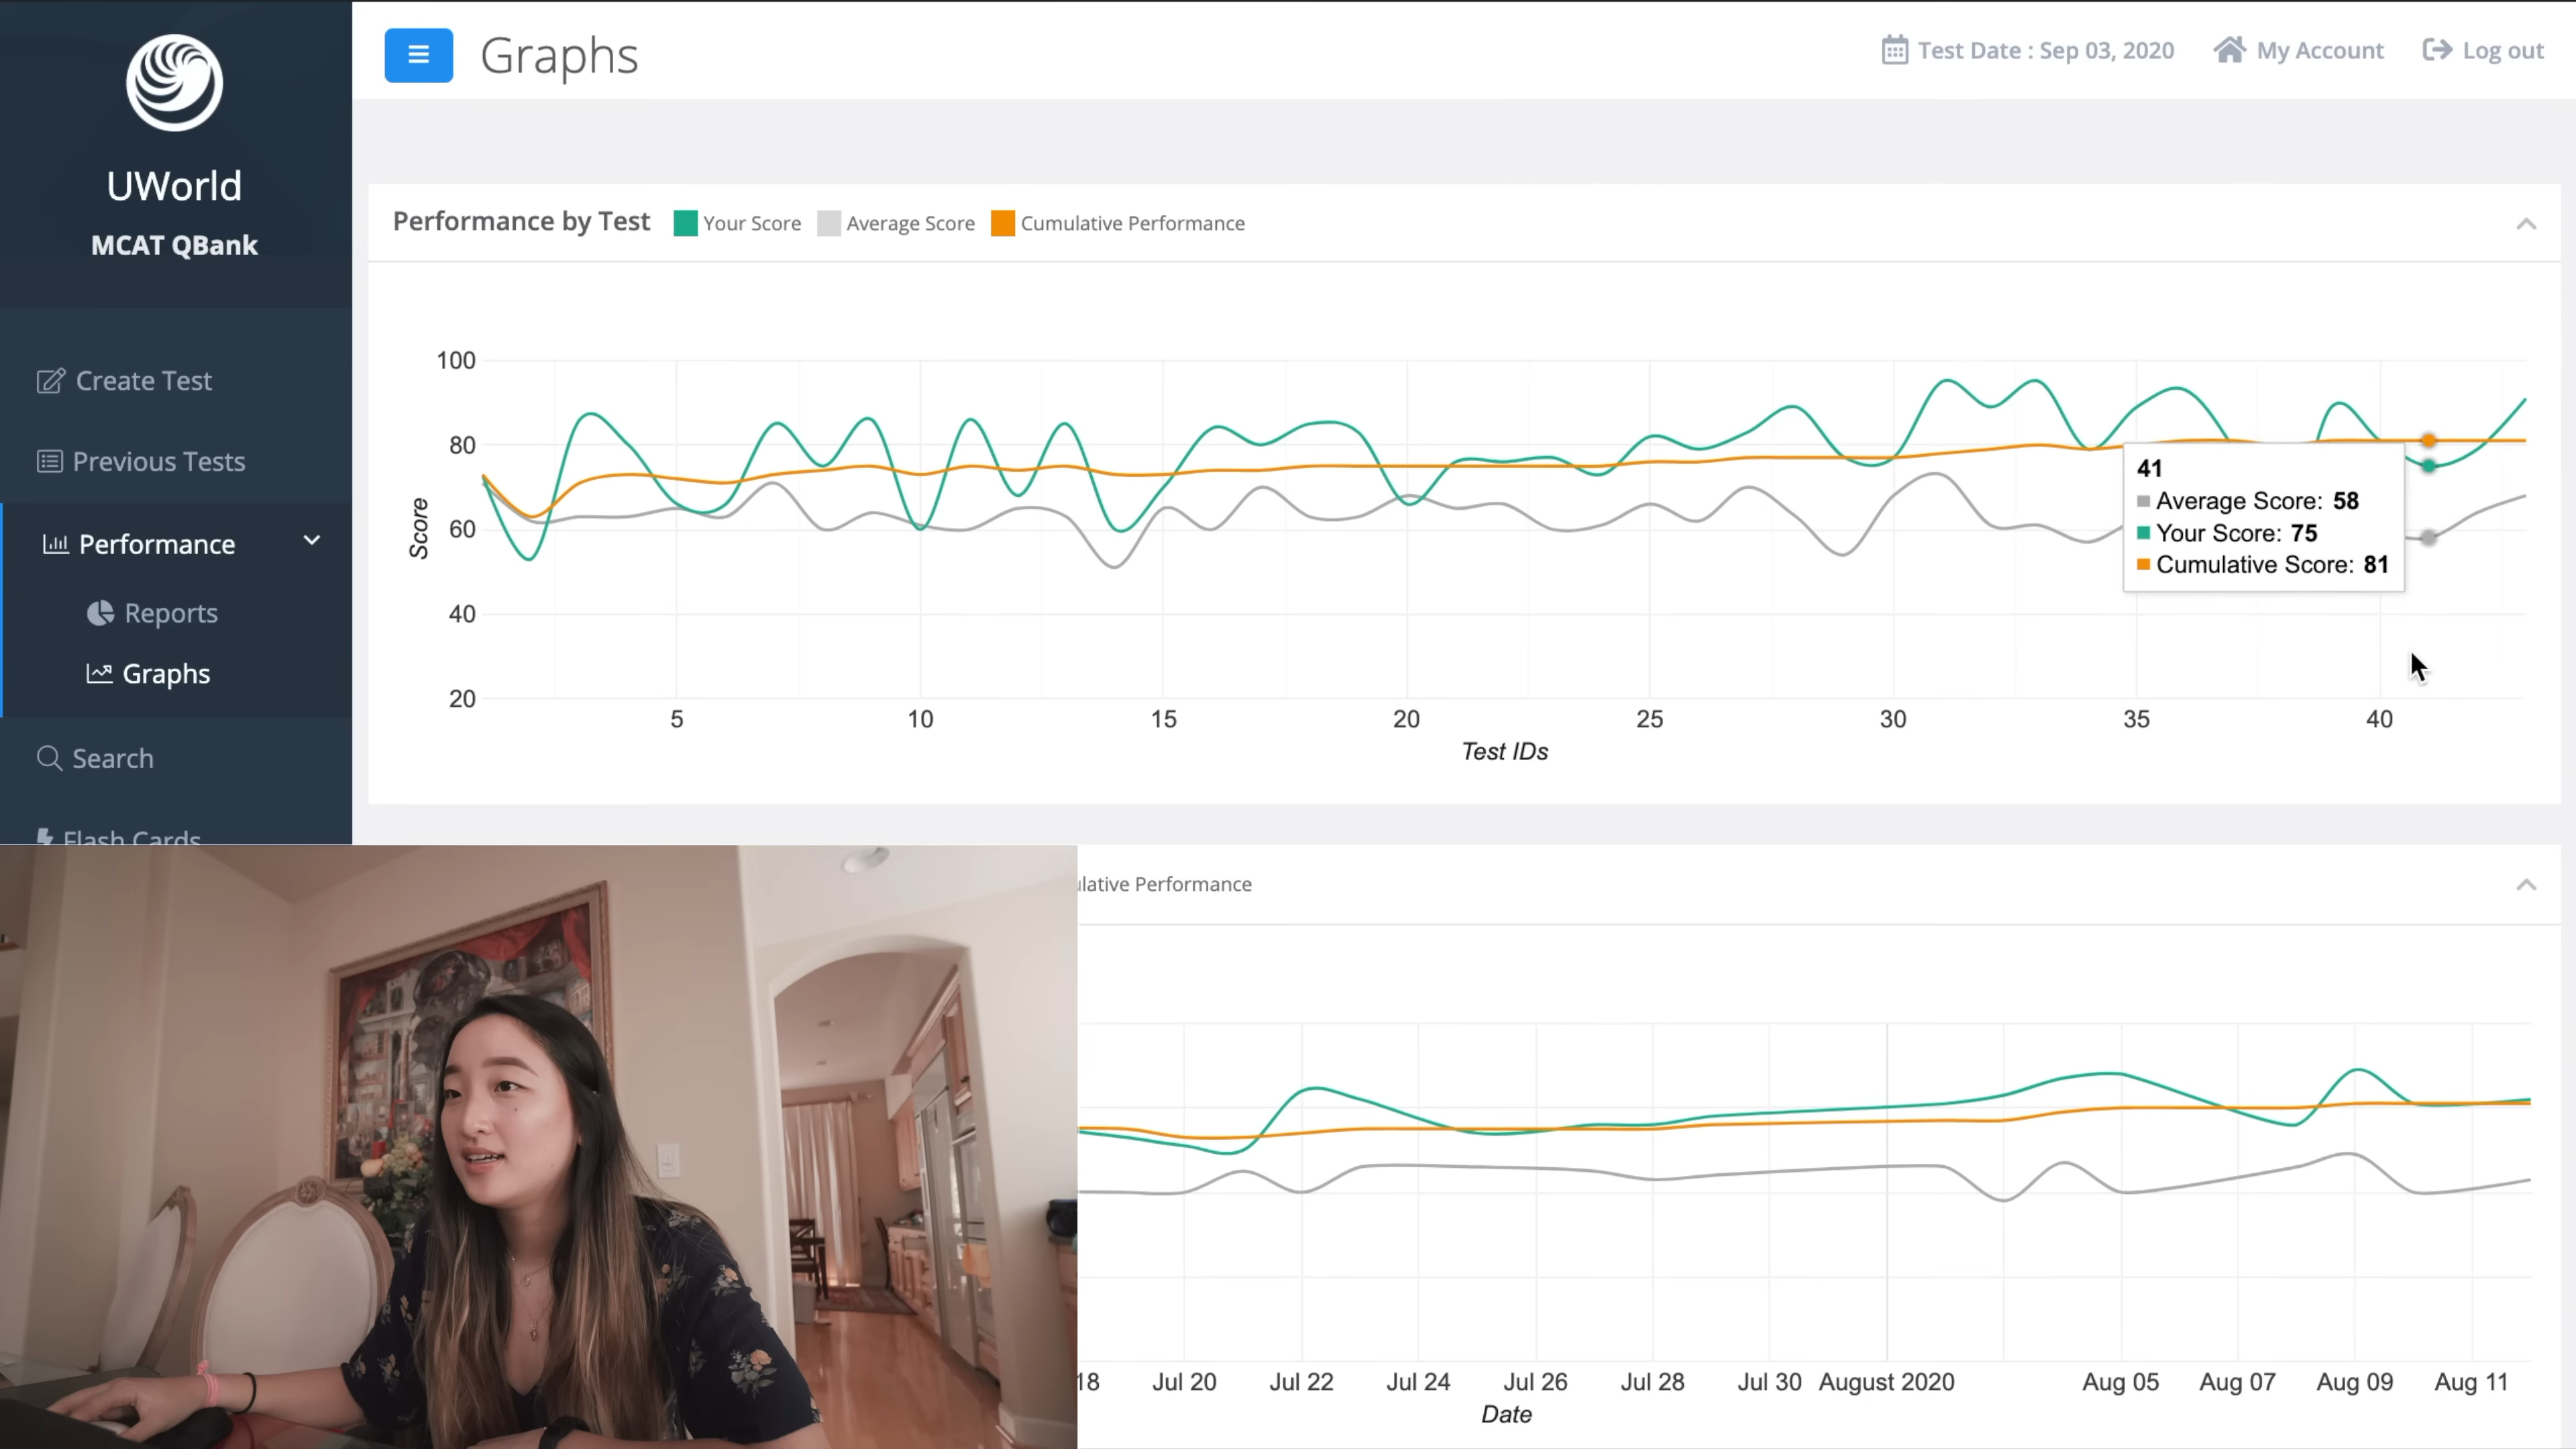 UWorld
MCAT QBank
Create Test
Previous Tests
Performance
Reports
Graphs
Search
Flash Cards
Graphs
Test Date : Sep 03, 2020
My Account
Log out
Performance by Test Your Score Average Score Cumulative Performance
100
80
60
40
20
Score
5 10 15 20 25 30 35 40
Test IDs
41
Average Score: 58
Your Score: 75
Cumulative Score: 81
ulative Performance
18 Jul 20 Jul 22 Jul 24 Jul 26 Jul 28 Jul 30 August 2020 Aug 05 Aug 07 Aug 09 Aug 11
Date